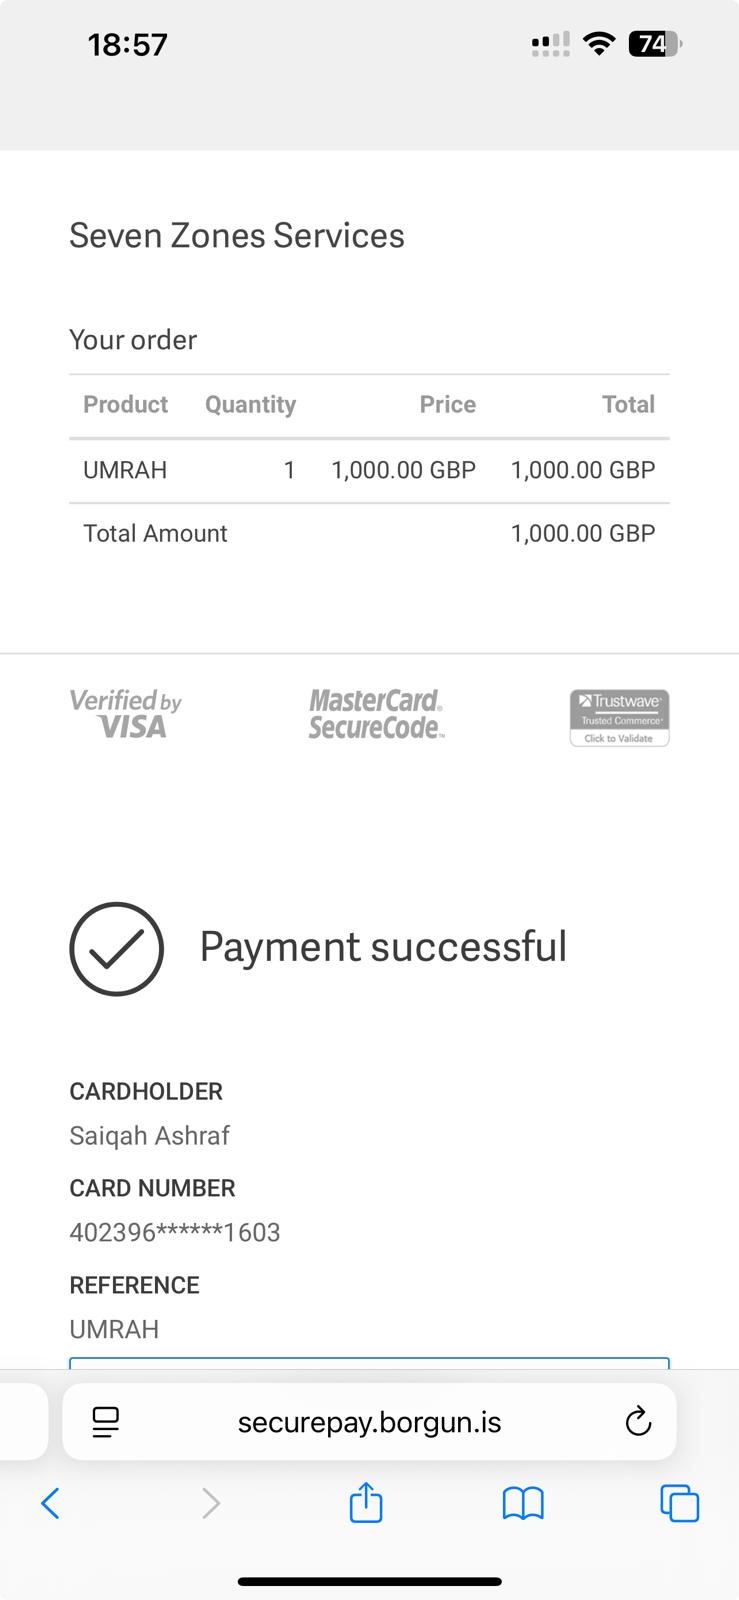 18:57
74
Seven Zones Services
Your order
Product Quantity Price Total
UMRAH 1 1,000.00 GBP 1,000.00 GBP
Total Amount 1,000.00 GBP
Verified by
VISA
MasterCard.
SecureCode.™
Trustwave
Trusted Commerce
Click to Validate
Payment successful
CARDHOLDER
Saiqah Ashraf
CARD NUMBER
402396******1603
REFERENCE
UMRAH
securepay.borgun.is